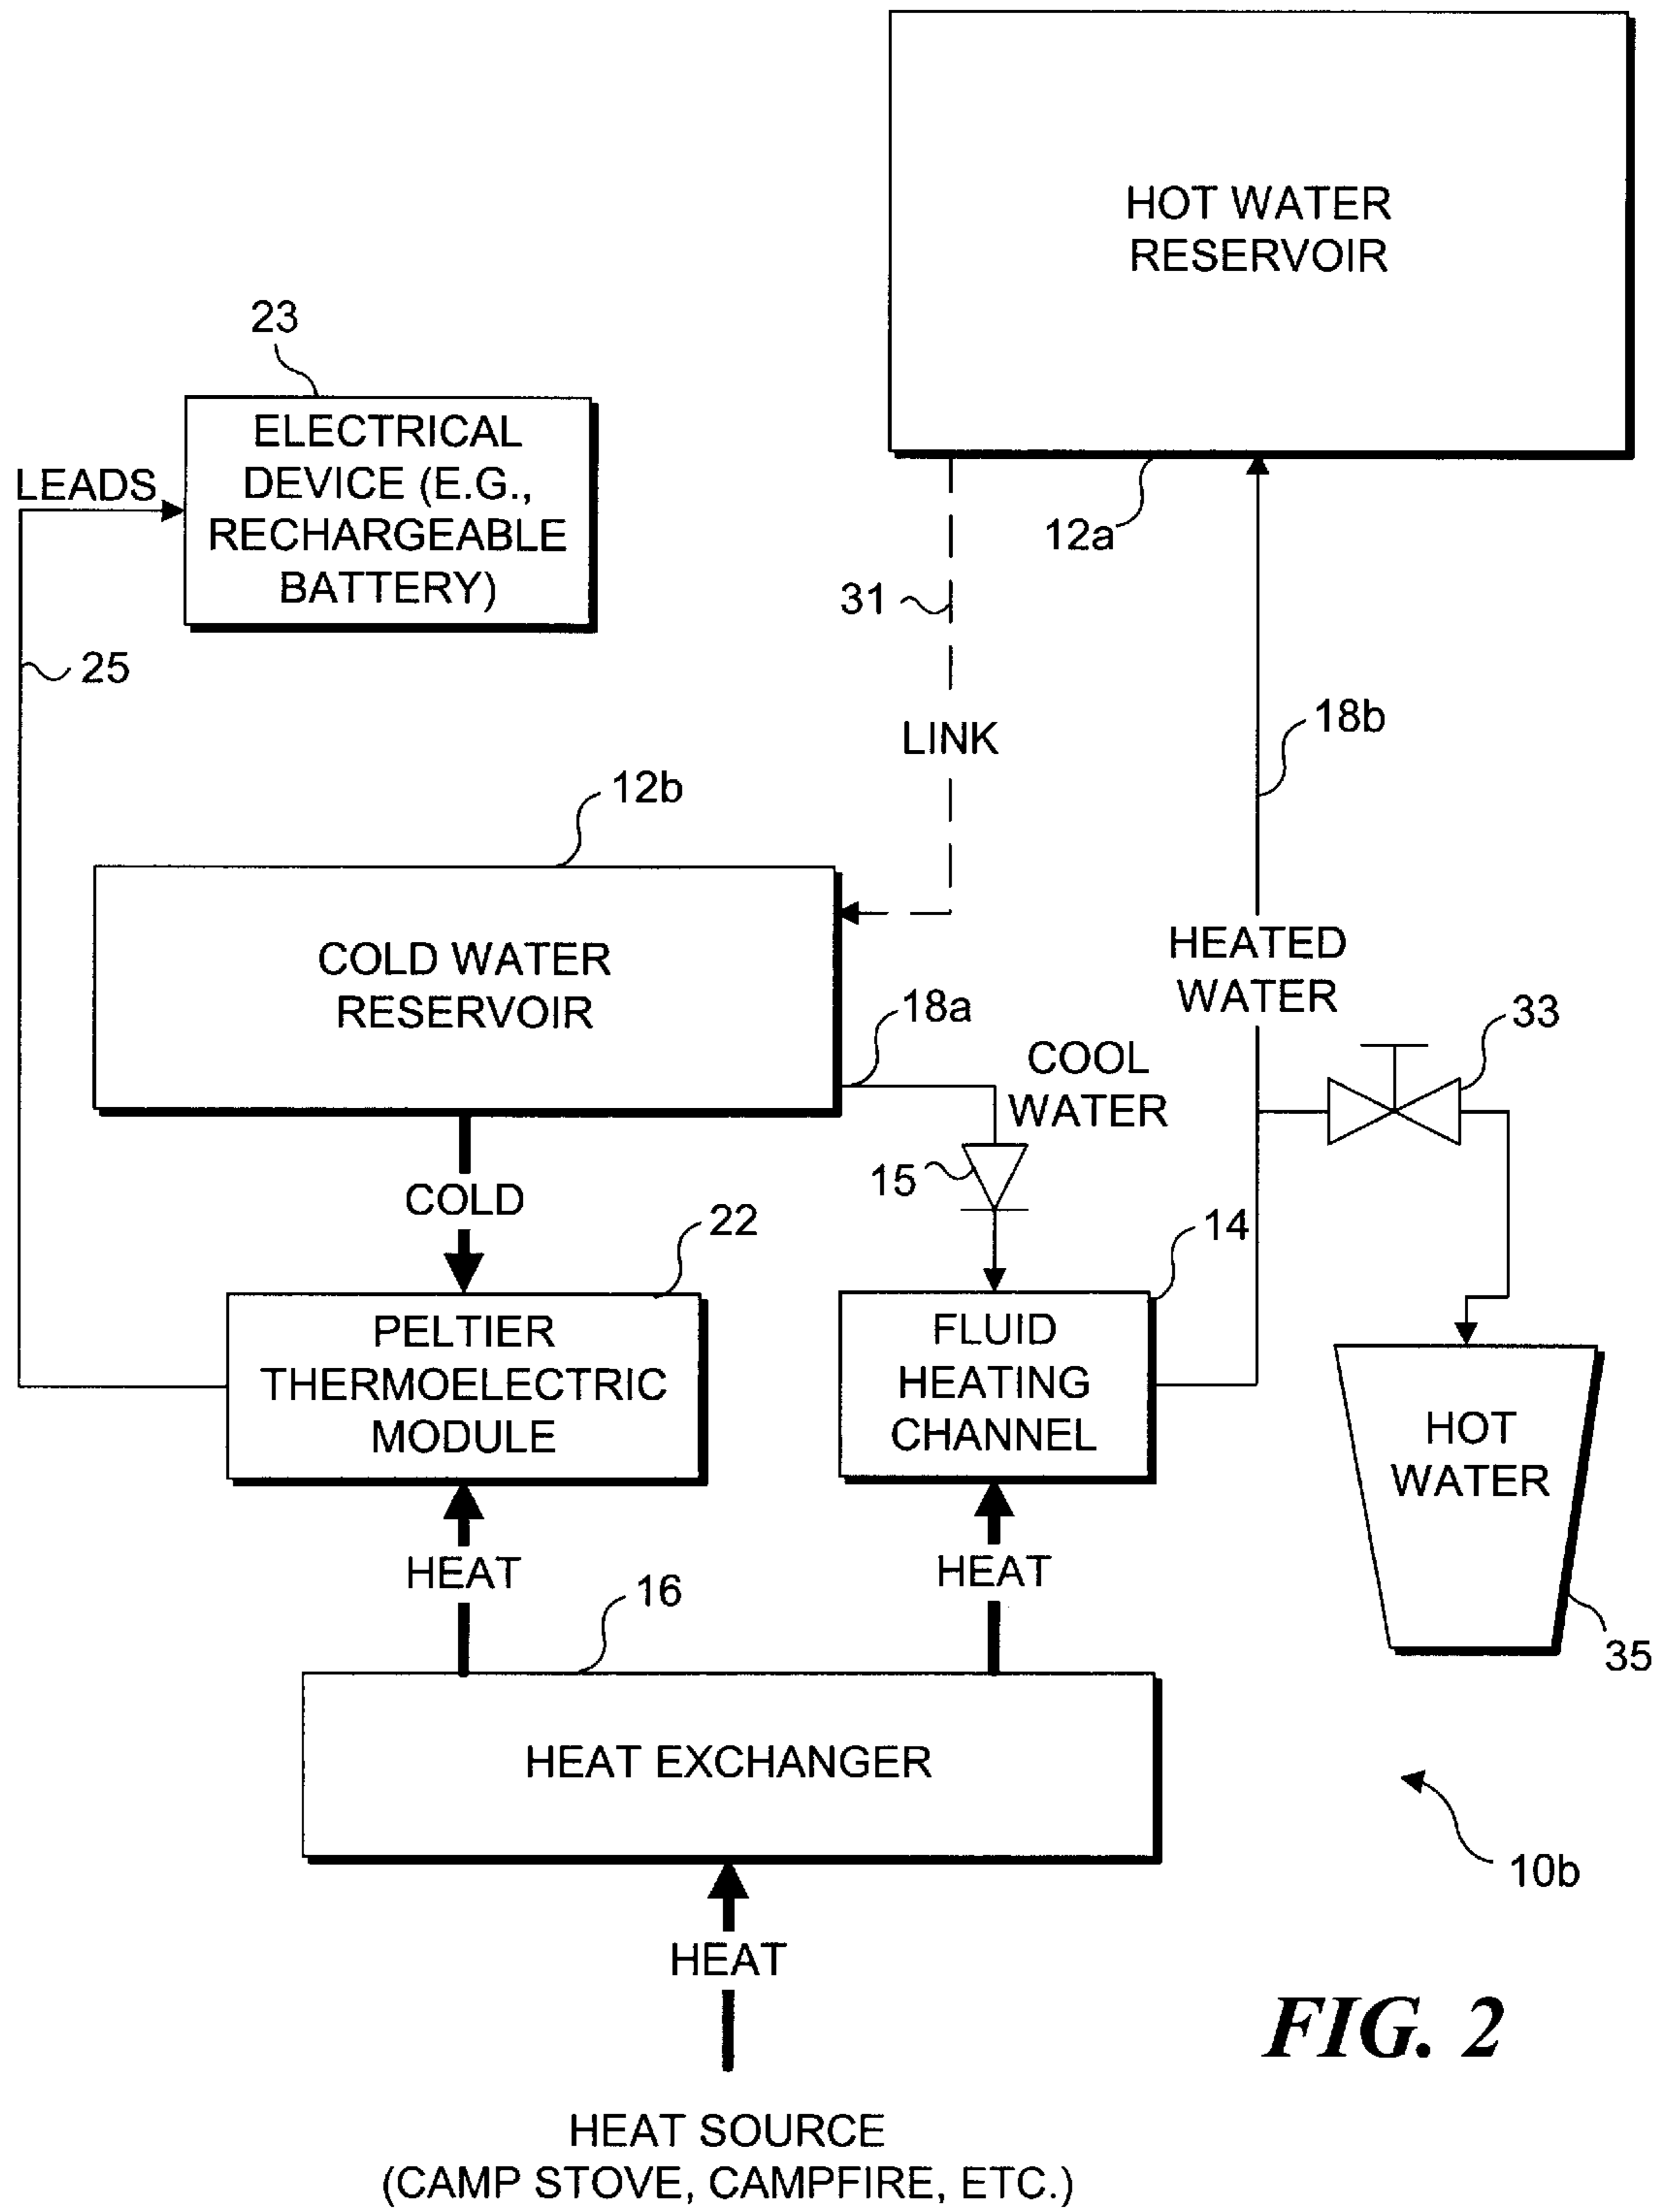 HOT WATER
RESERVOIR
23
ELECTRICAL
DEVICE (E.G.,
RECHARGEABLE
BATTERY)
LEADS
12a
31
25
18b
LINK
12b
COLD WATER
RESERVOIR
HEATED
WATER
18a
33
COOL
WATER
15
COLD
22
14
PELTIER
THERMOELECTRIC
MODULE
FLUID
HEATING
CHANNEL
HOT
WATER
HEAT
HEAT
16
35
HEAT EXCHANGER
10b
HEAT
FIG. 2
HEAT SOURCE
(CAMP STOVE, CAMPFIRE, ETC.)